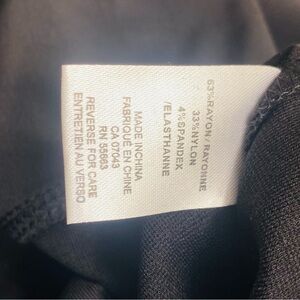 63%RAYON/RAYONNE
33%NYLON
4%SPANDEX
/ELASTHANNE
MADE IN CHINA
FABRIQUÉ EN CHINE
CA 07043
RN 55663
REVERSE FOR CARE
ENTRETIEN AU VERSO